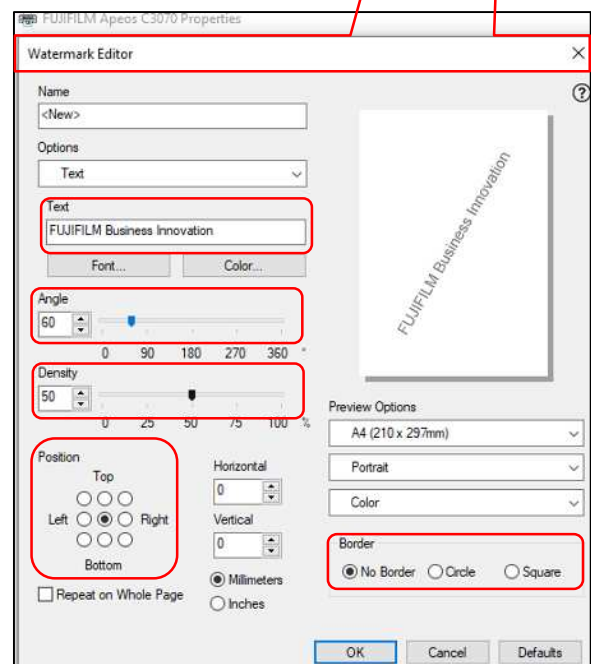 FUJIFILM Apeos C3070 Properties
Watermark Editor
Name
<New>
Options
Text
Text
FUJIFILM Business Innovation
Font... Color...
Angle
60
0 90 180 270 360 °
Density
50
0 25 50 75 100 %
Position
Top
Left Right
Bottom
Repeat on Whole Page
Horizontal
0
Vertical
0
Millimeters
Inches
?
FUJIFILM Business Innovation
Preview Options
A4 (210 x 297mm)
Portrait
Color
Border
No Border Circle Square
OK Cancel Defaults